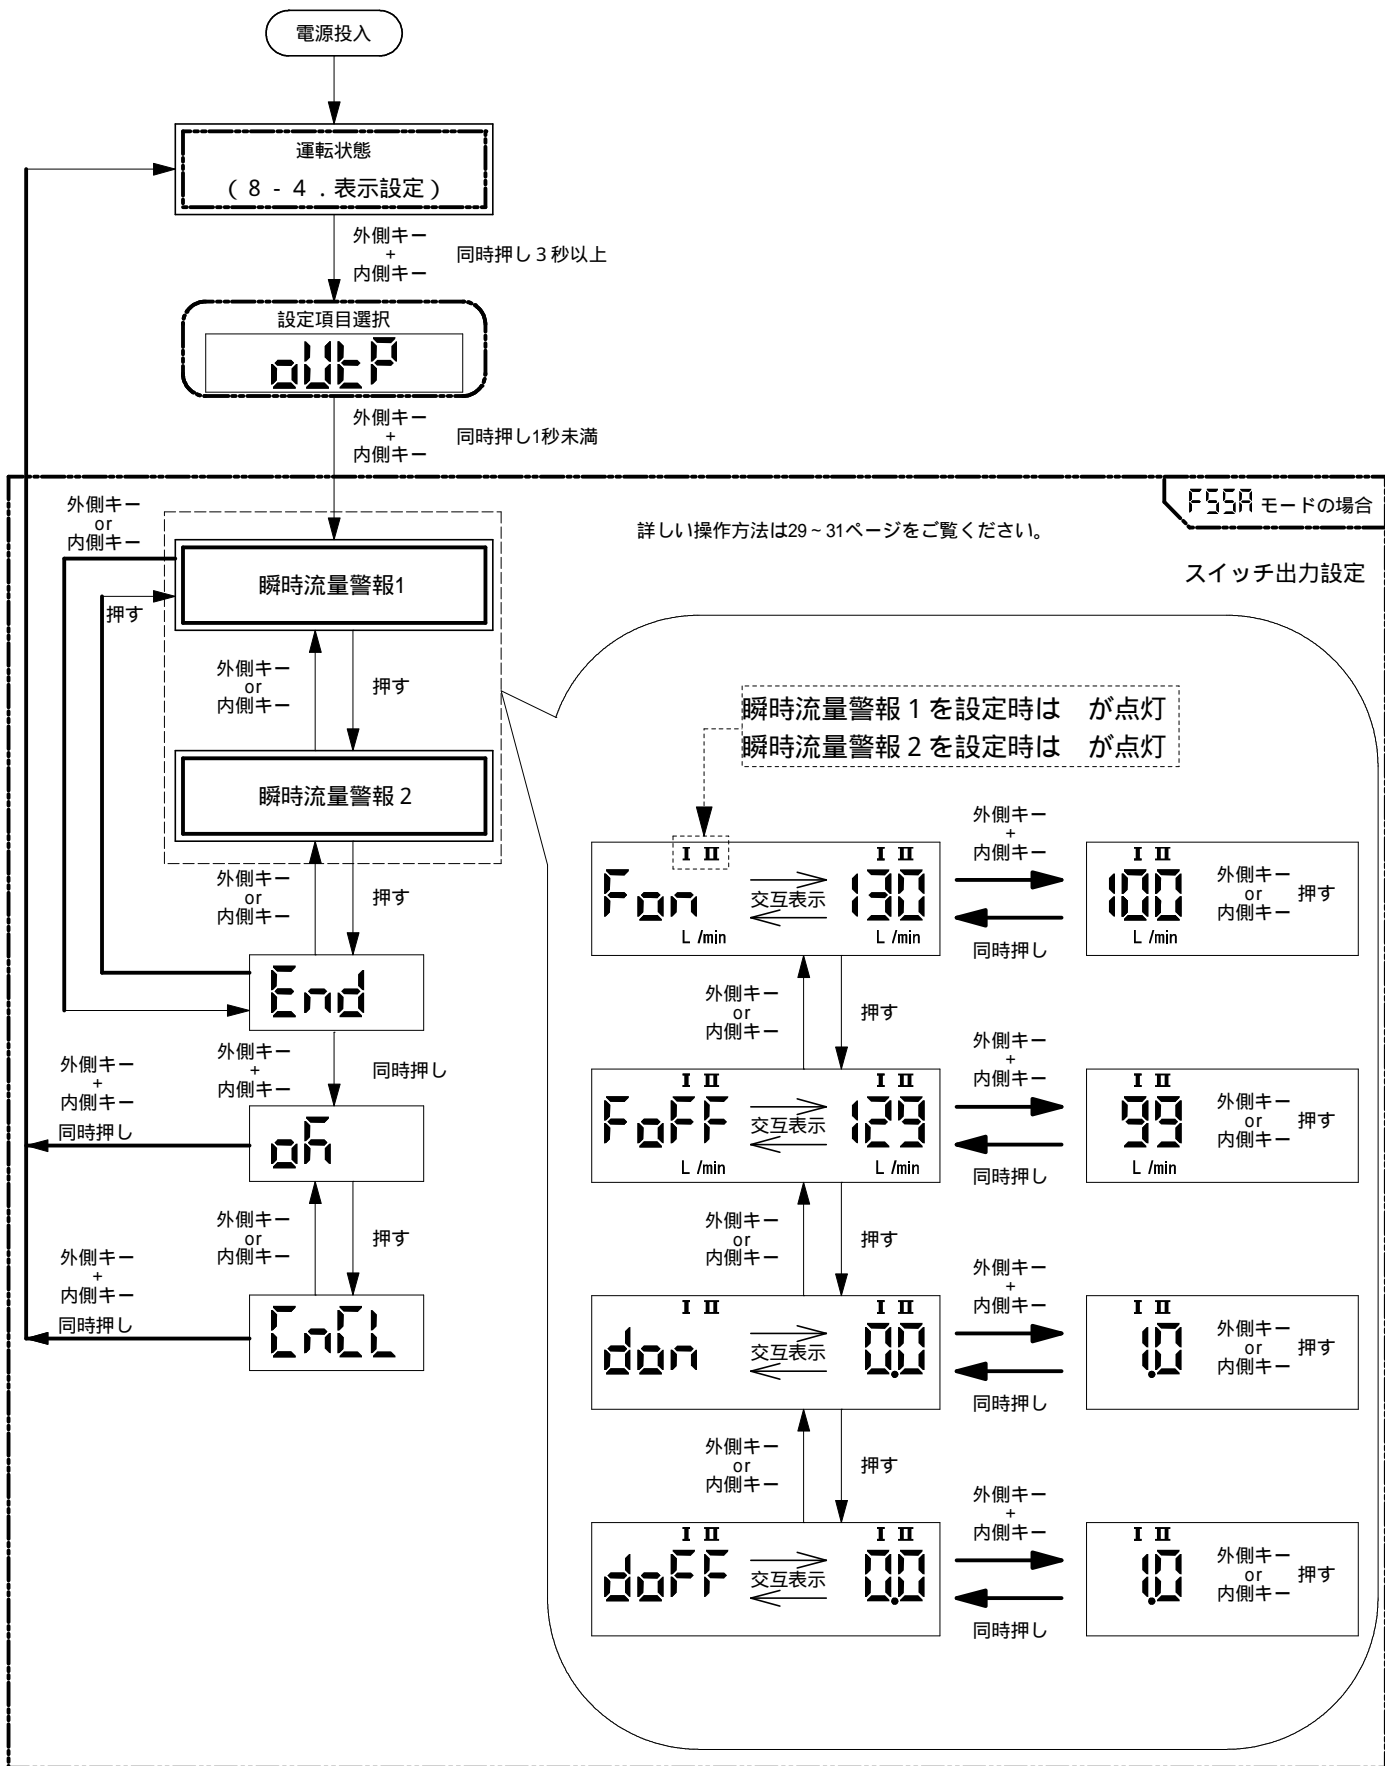 電源投入
運転状態
(8-4.表示設定)
外側キー
+
内側キー
同時押し3秒以上
設定項目選択
oUtP
外側キー
+
内側キー
同時押し1秒未満
F55A モードの場合
詳しい操作方法は29~31ページをご覧ください。
スイッチ出力設定
外側キー
or
内側キー
押す
瞬時流量警報1
外側キー
or
内側キー
押す
瞬時流量警報2
外側キー
or
内側キー
押す
End
外側キー
+
内側キー
同時押し
外側キー
+
内側キー
同時押し
oK
外側キー
or
内側キー
押す
外側キー
+
内側キー
同時押し
CnCL
瞬時流量警報1を設定時は が点灯
瞬時流量警報2を設定時は が点灯
I II
Fon
L/min
交互表示
I II
130
L/min
外側キー
+
内側キー
同時押し
I II
100
L/min
外側キー
or
内側キー
押す
外側キー
or
内側キー
押す
I II
FoFF
L/min
交互表示
I II
129
L/min
外側キー
+
内側キー
同時押し
I II
99
L/min
外側キー
or
内側キー
押す
外側キー
or
内側キー
押す
I II
don
交互表示
I II
0.0
外側キー
+
内側キー
同時押し
I II
1.0
外側キー
or
内側キー
押す
外側キー
or
内側キー
押す
I II
doFF
交互表示
I II
0.0
外側キー
+
内側キー
同時押し
I II
1.0
外側キー
or
内側キー
押す